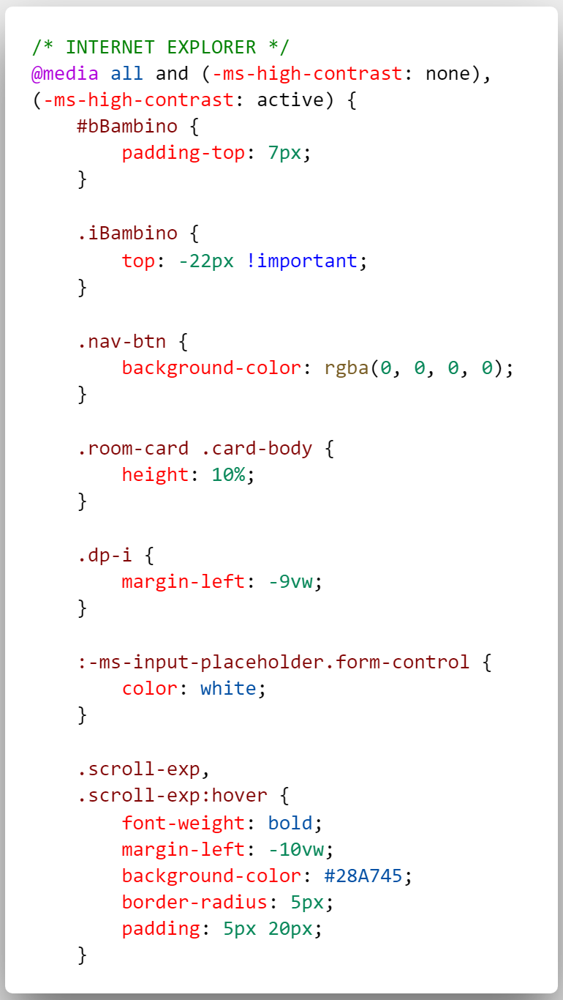 /* INTERNET EXPLORER */
@media all and (-ms-high-contrast: none),
(-ms-high-contrast: active) {
    #bBambino {
        padding-top: 7px;
    }

    .iBambino {
        top: -22px !important;
    }

    .nav-btn {
        background-color: rgba(0, 0, 0, 0);
    }

    .room-card .card-body {
        height: 10%;
    }

    .dp-i {
        margin-left: -9vw;
    }

    :-ms-input-placeholder.form-control {
        color: white;
    }

    .scroll-exp,
    .scroll-exp:hover {
        font-weight: bold;
        margin-left: -10vw;
        background-color: #28A745;
        border-radius: 5px;
        padding: 5px 20px;
    }